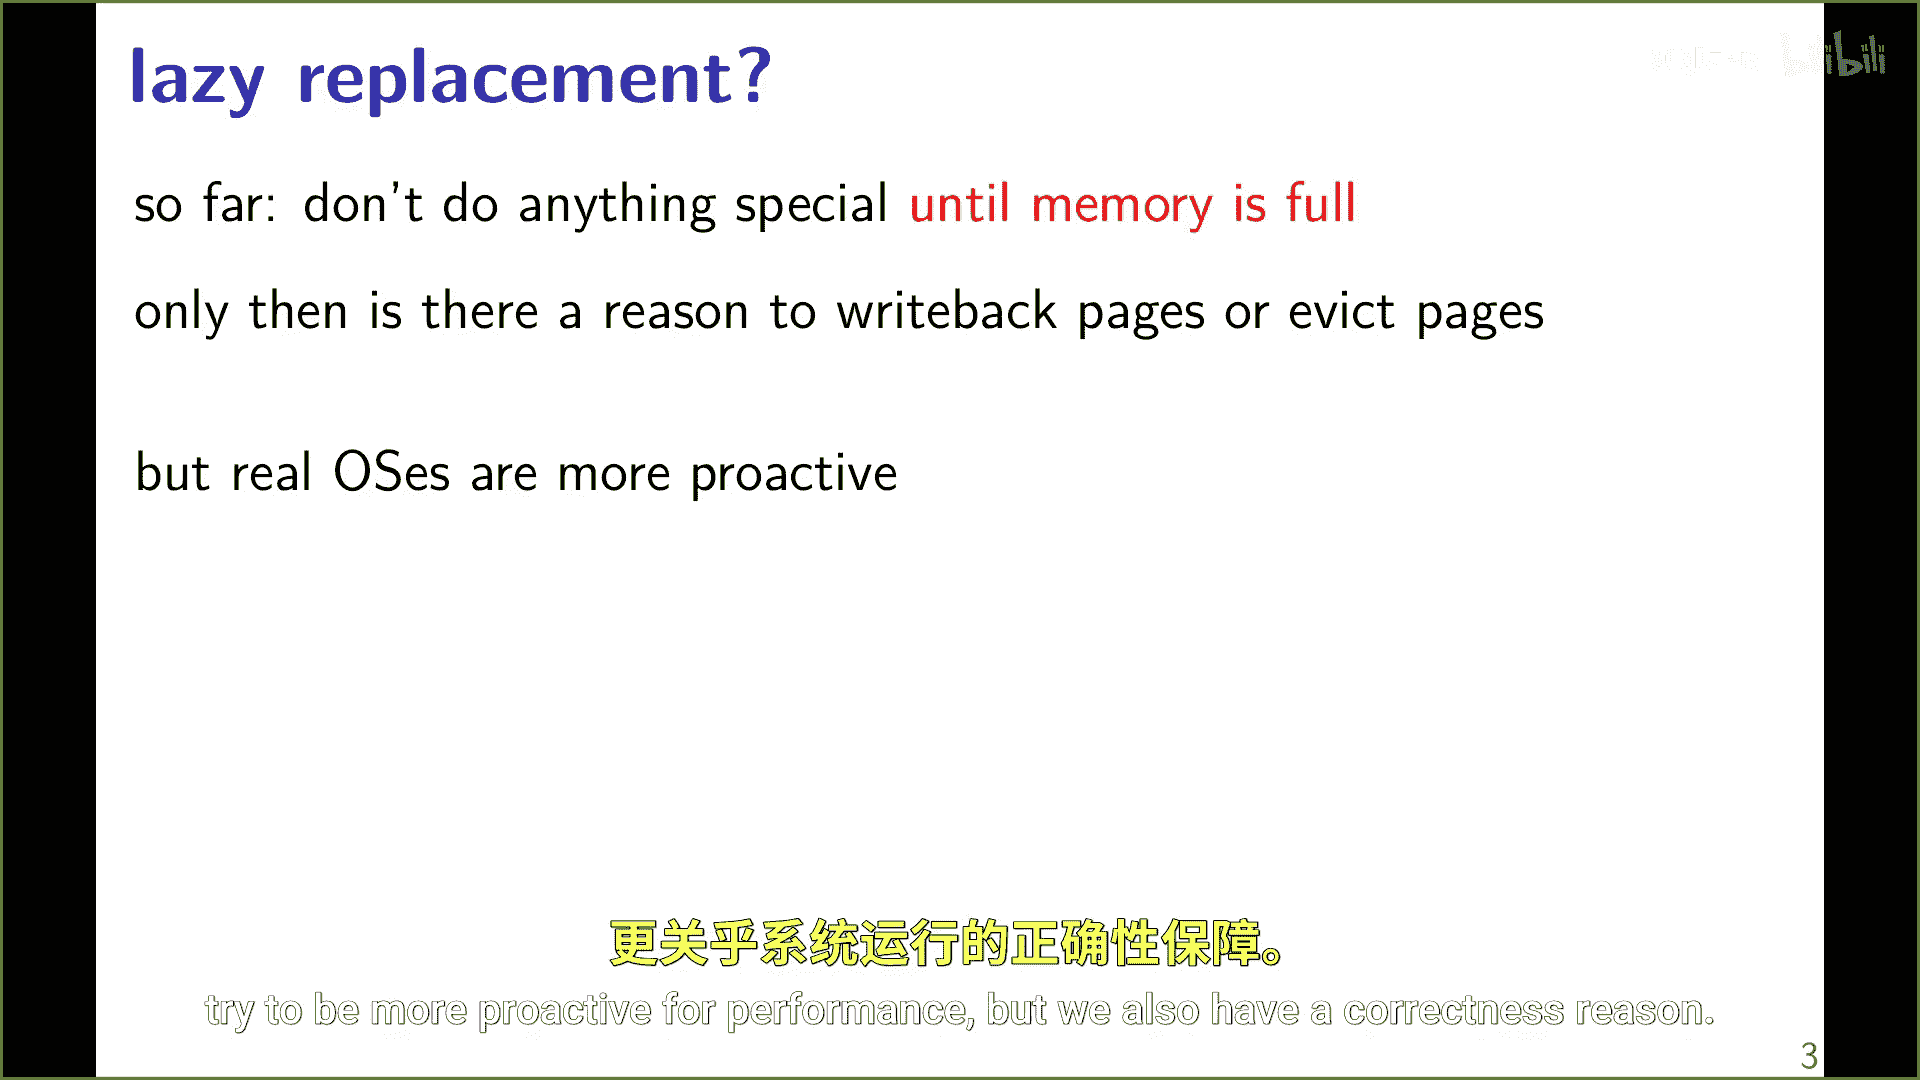 lazy replacement?
so far: don't do anything special until memory is full
only then is there a reason to writeback pages or evict pages
but real OSes are more proactive
更关乎系统运行的正确性保障。
try to be more proactive for performance, but we also have a correctness reason.
3
bilibili